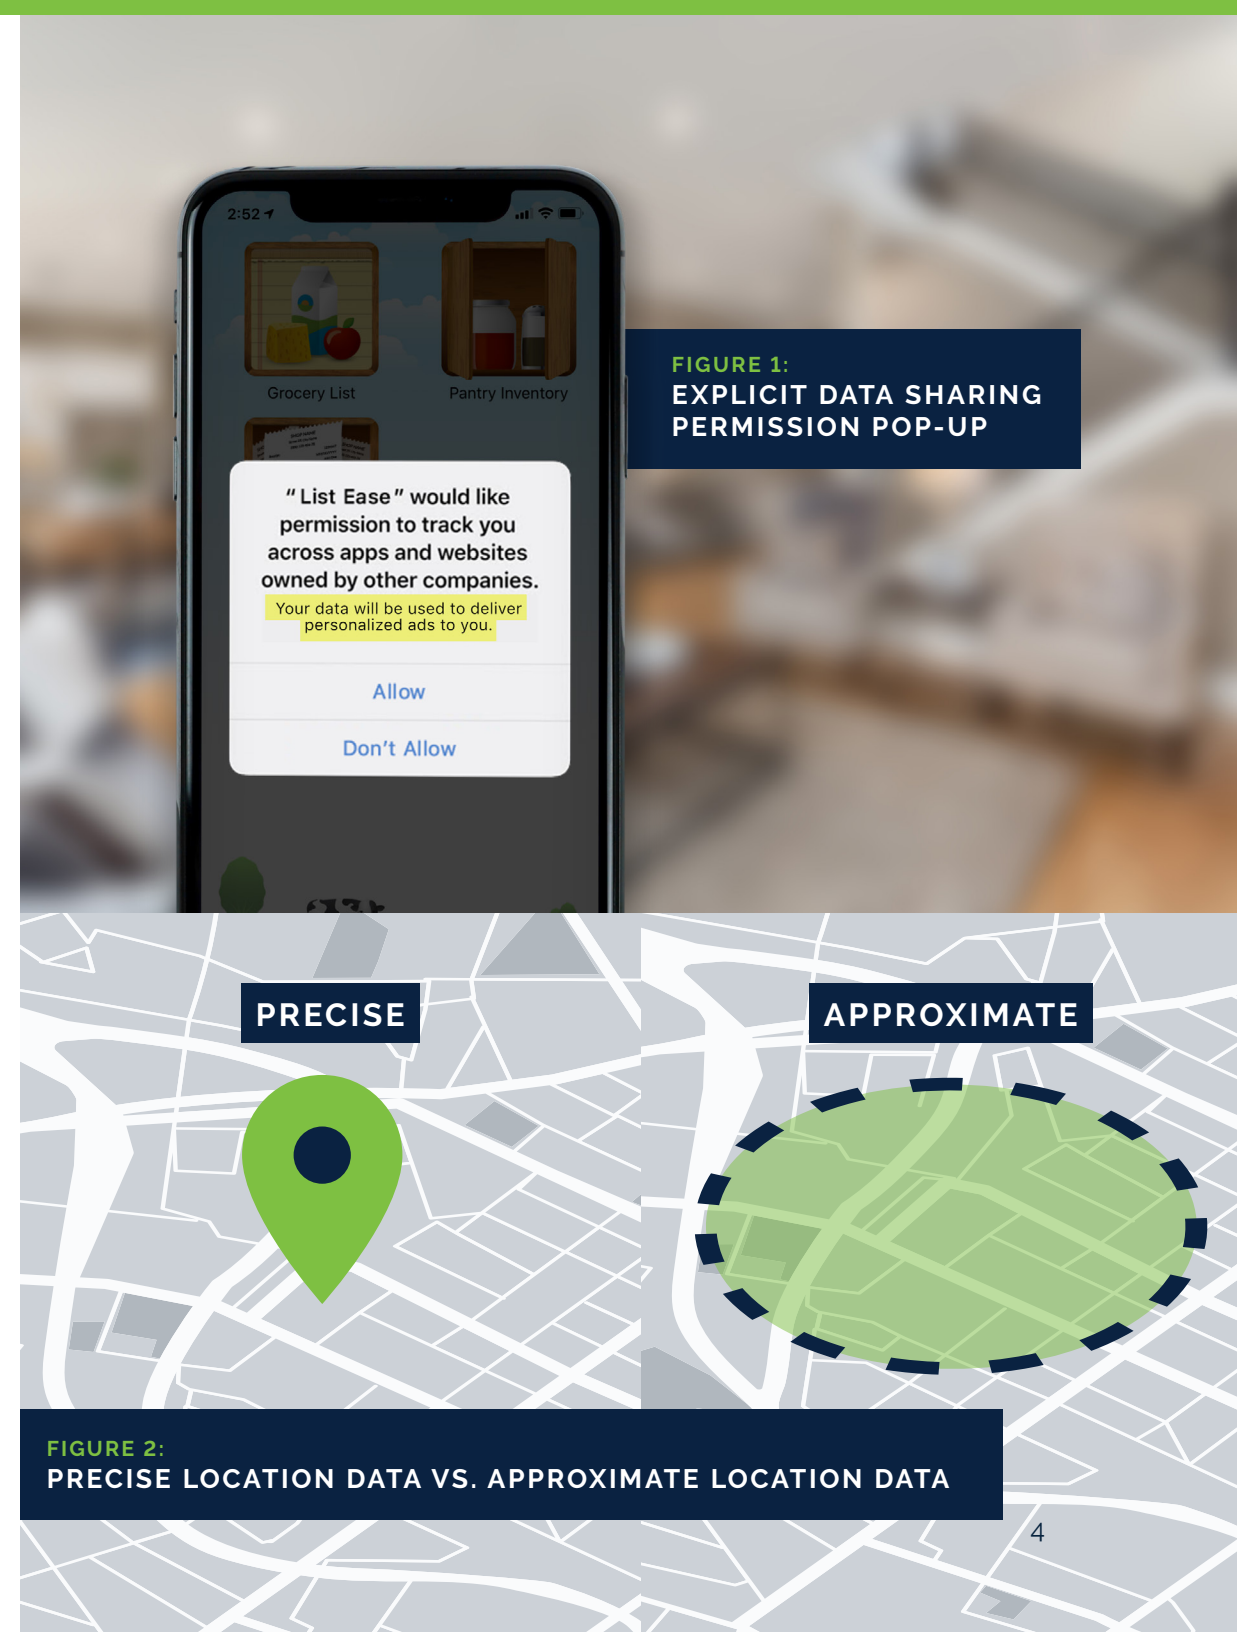 2:52
Grocery List
Pantry Inventory
FIGURE 1:
EXPLICIT DATA SHARING
PERMISSION POP-UP
“List Ease” would like
permission to track you
across apps and websites
owned by other companies.
Your data will be used to deliver
personalized ads to you.
Allow
Don’t Allow
PRECISE
APPROXIMATE
FIGURE 2:
PRECISE LOCATION DATA VS. APPROXIMATE LOCATION DATA
4